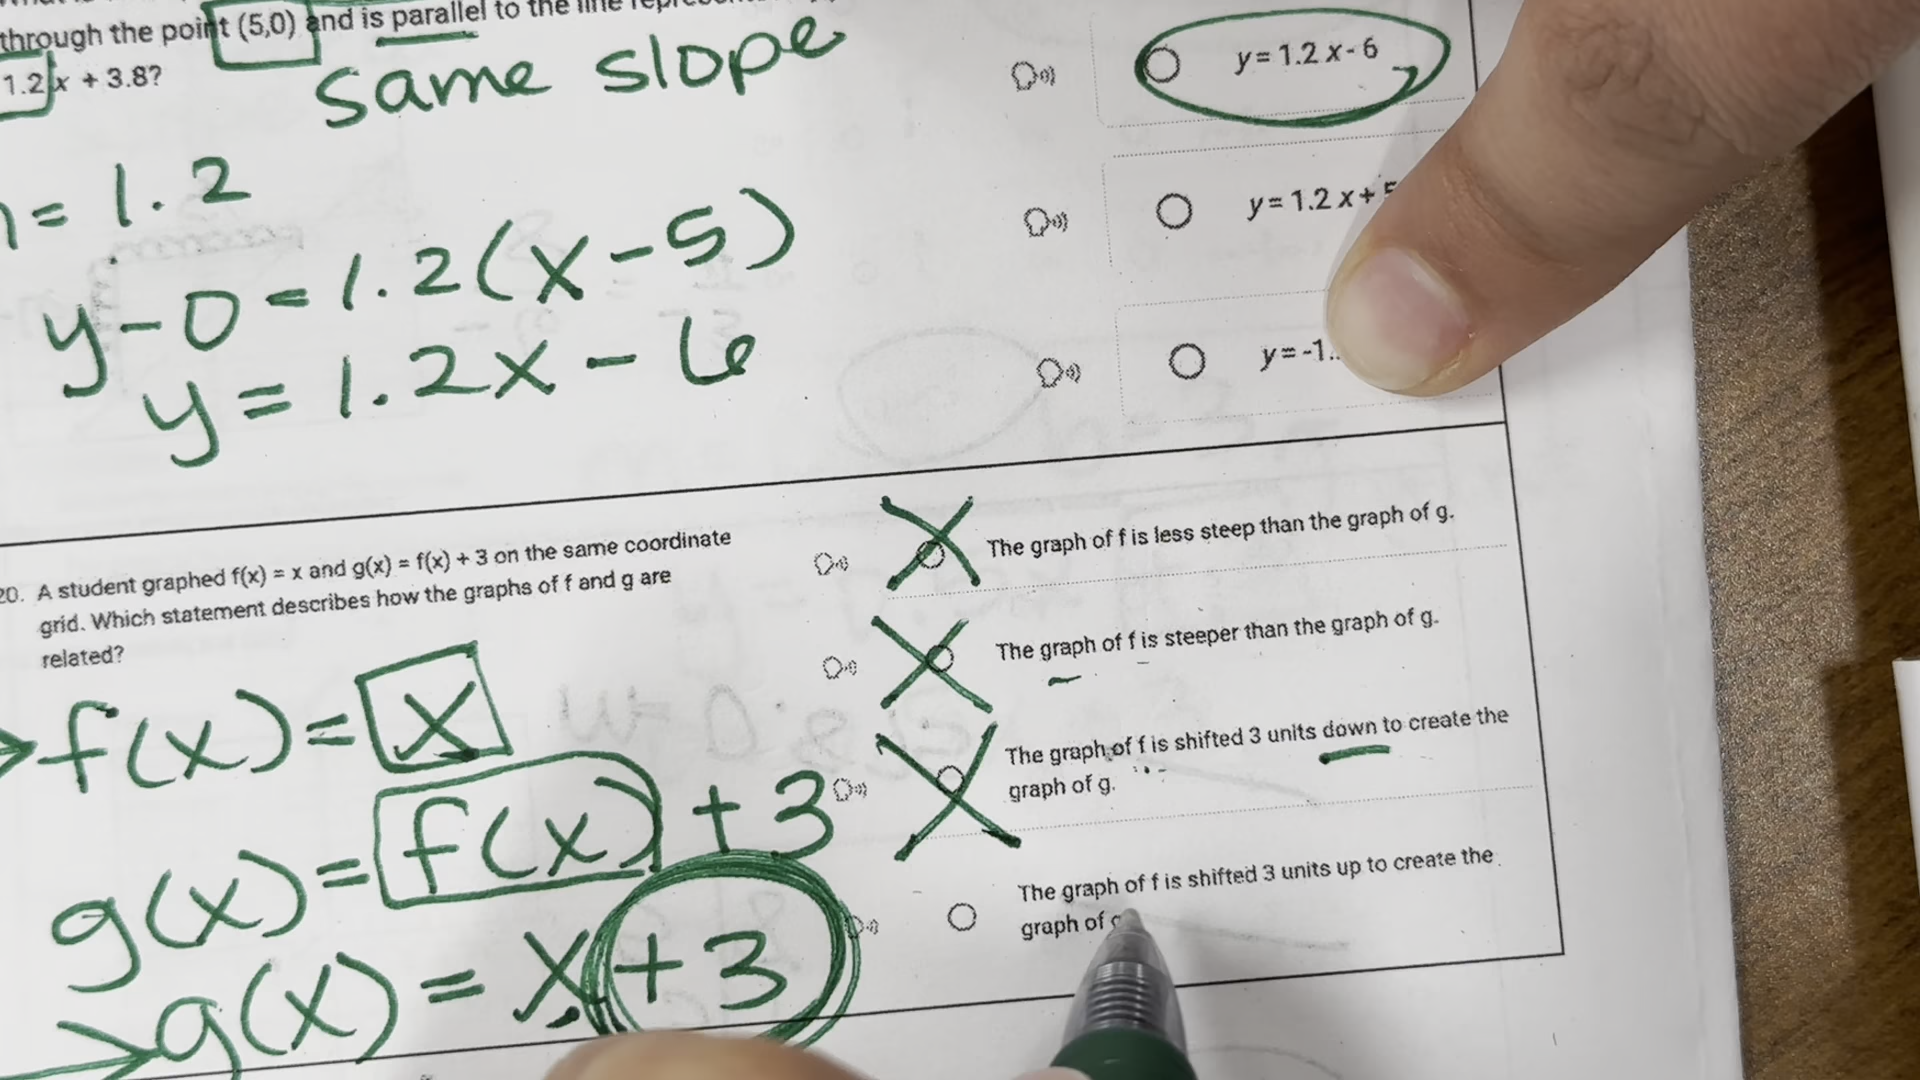 through the point (5,0) and is parallel to the line
1.2 x + 3.8?
same slope
= 1.2
y - 0 = 1.2(x - 5)
y = 1.2x - 6
y = 1.2 x - 6
y = 1.2 x +
y = -1.
20. A student graphed f(x) = x and g(x) = f(x) + 3 on the same coordinate
grid. Which statement describes how the graphs of f and g are
related?
f(x) = x
g(x) = f(x) + 3
g(x) = x + 3
The graph of f is less steep than the graph of g.
The graph of f is steeper than the graph of g.
The graph of f is shifted 3 units down to create the
graph of g.
The graph of f is shifted 3 units up to create the
graph of